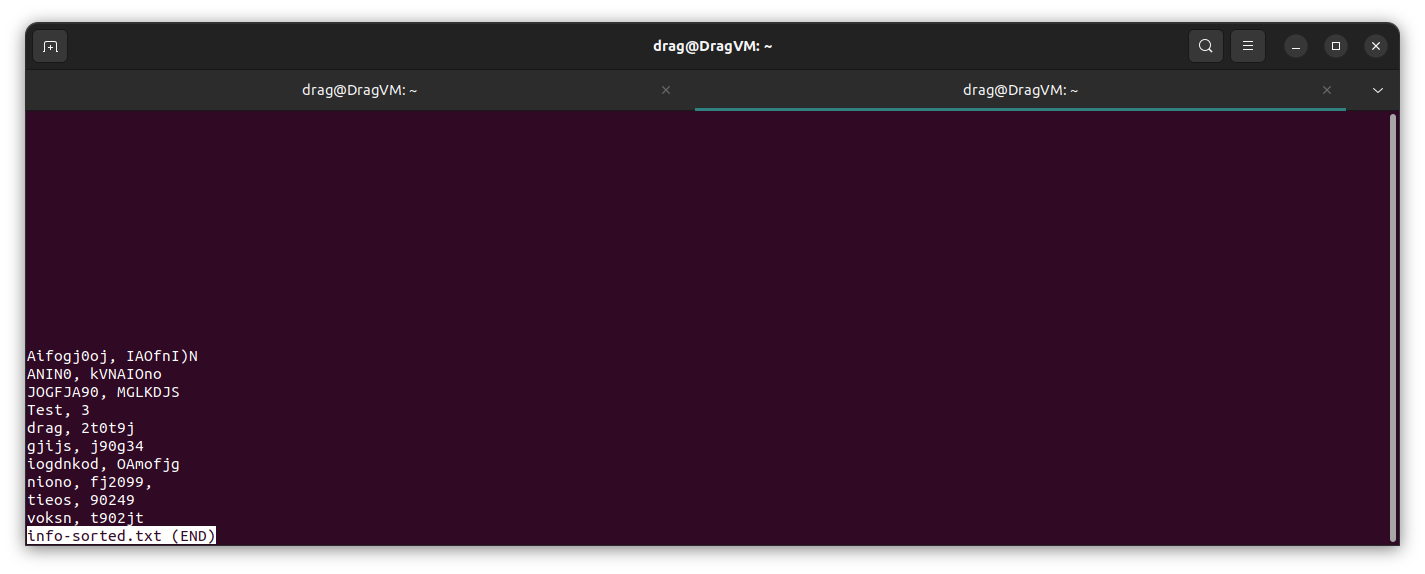 drag@DragVM: ~
drag@DragVM: ~
drag@DragVM: ~
Aifogj0oj, IAOfnI)N
ANIN0, kVNAIOno
JOGFJA90, MGLKDJS
Test, 3
drag, 2t0t9j
gjijs, j90g34
iogdnkod, OAmofjg
niono, fj2099,
tieos, 90249
voksn, t902jt
info-sorted.txt (END)